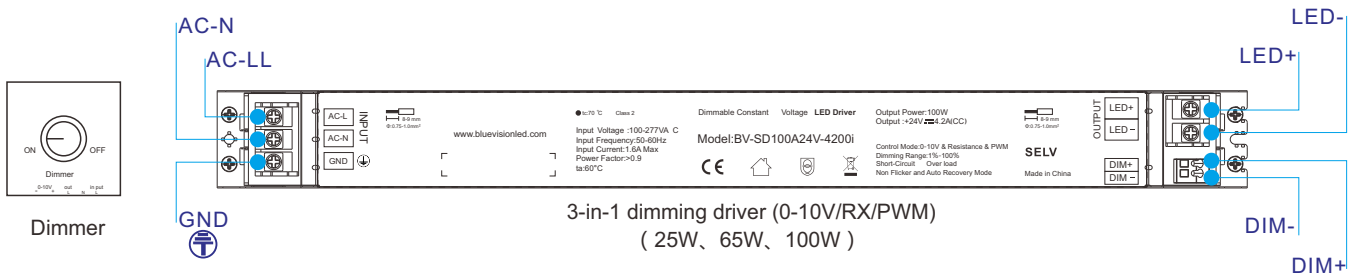 AC-N
AC-LL
GND
ON
OFF
Dimmer
0-10V out In put
+ - L N L
Dimmer
AC-L
AC-N
GND
INPUT
8-9 mm
Φ:0.75-1.0mm²
www.bluevisionled.com
tc:70 ℃ Class 2
Input Voltage :100-277VA C
Input Frequency:50-60Hz
Input Current:1.6A Max
Power Factor:>0.9
ta:60°C
Dimmable Constant Voltage LED Driver
Model:BV-SD100A24V-4200i
CE
Output Power:100W
Output :+24V⎓4.2A(CC)
Control Mode:0-10V & Resistance & PWM
Dimming Range:1%-100%
Short-Circuit Over load
Non Flicker and Auto Recovery Mode
8-9 mm
Φ:0.75-1.0mm²
SELV
Made in China
OUTPUT
LED+
LED−
DIM+
DIM −
LED-
LED+
DIM-
DIM+
3-in-1 dimming driver (0-10V/RX/PWM)
( 25W、65W、100W )